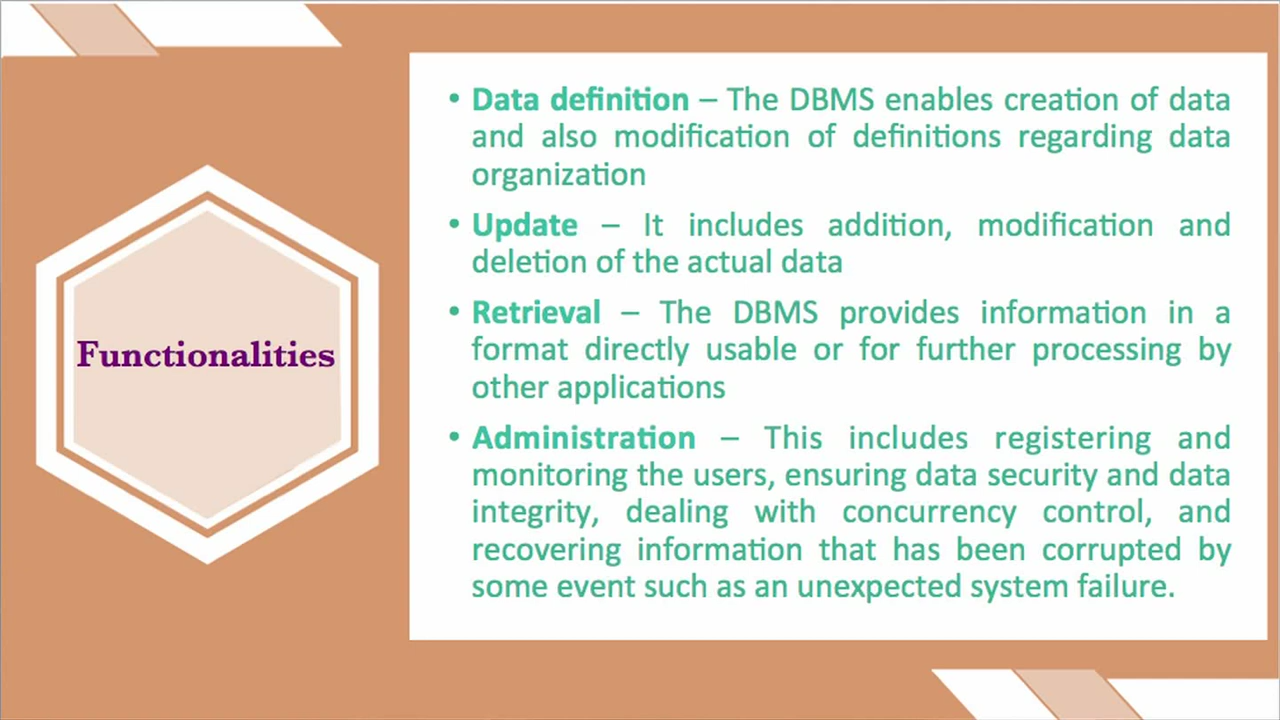 Functionalities
• Data definition – The DBMS enables creation of data
and also modification of definitions regarding data
organization
• Update – It includes addition, modification and
deletion of the actual data
• Retrieval – The DBMS provides information in a
format directly usable or for further processing by
other applications
• Administration – This includes registering and
monitoring the users, ensuring data security and data
integrity, dealing with concurrency control, and
recovering information that has been corrupted by
some event such as an unexpected system failure.